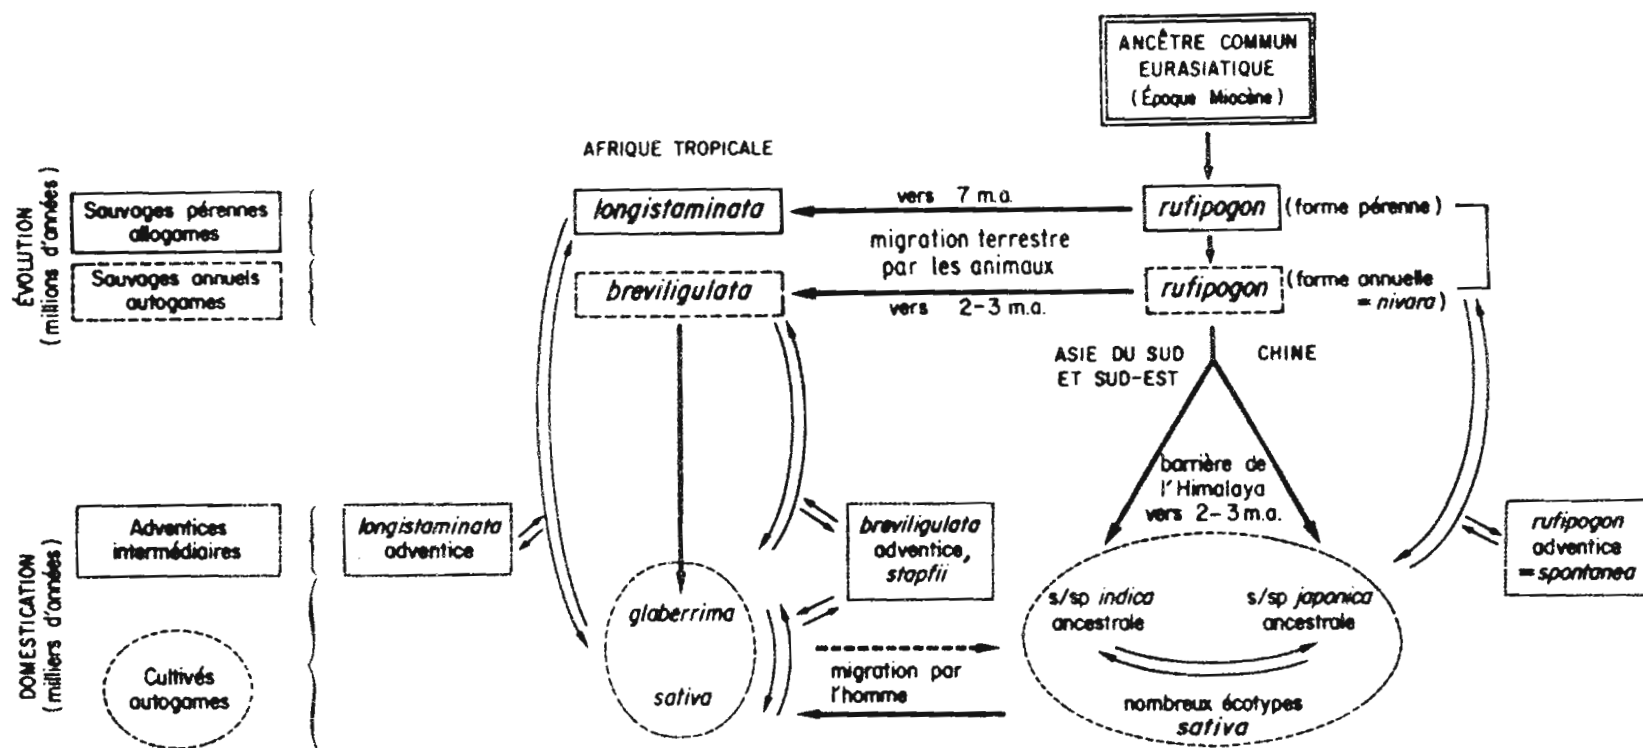 ANCÊTRE COMMUN
EURASIATIQUE
(Époque Miocène)
AFRIQUE TROPICALE
ÉVOLUTION
(millions d'années)
Sauvages pérennes
allogames
longistaminata
vers 7 m.a.
rufipogon
(forme pérenne)
migration terrestre
par les animaux
Sauvages annuels
autogames
breviligulata
vers 2-3 m.a.
rufipogon
(forme annuelle
= nivara)
ASIE DU SUD
ET SUD-EST
CHINE
barrière de
l'Himalaya
vers 2-3 m.a.
DOMESTICATION
(milliers d'années)
Adventices
intermédiaires
longistaminata
adventice
breviligulata
adventice,
stapfii
rufipogon
adventice
= spontanea
glaberrima
sativa
s/sp indica
ancestrale
s/sp japonica
ancestrale
Cultivés
autogames
migration par
l'homme
nombreux écotypes
sativa